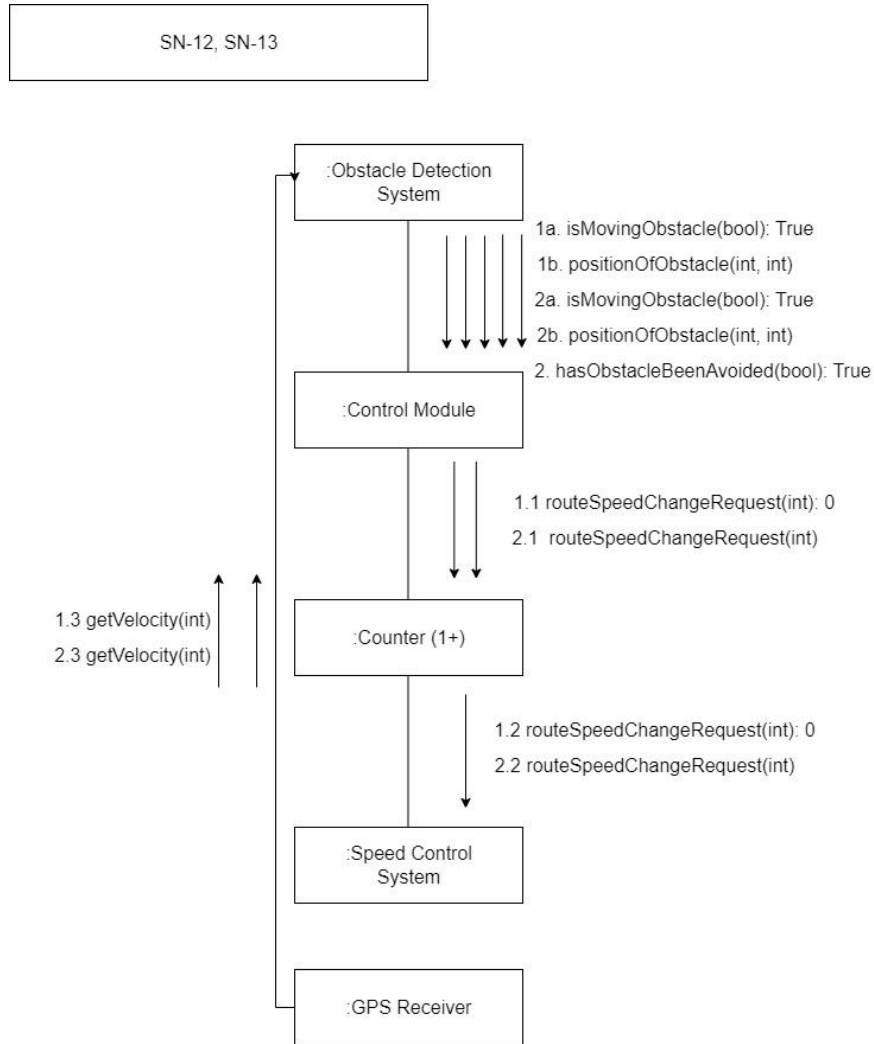 SN-12, SN-13
:Obstacle Detection
System
1a. isMovingObstacle(bool): True
1b. positionOfObstacle(int, int)
2a. isMovingObstacle(bool): True
2b. positionOfObstacle(int, int)
2. hasObstacleBeenAvoided(bool): True
:Control Module
1.1 routeSpeedChangeRequest(int): 0
2.1 routeSpeedChangeRequest(int)
1.3 getVelocity(int)
2.3 getVelocity(int)
:Counter (1+)
1.2 routeSpeedChangeRequest(int): 0
2.2 routeSpeedChangeRequest(int)
:Speed Control
System
:GPS Receiver